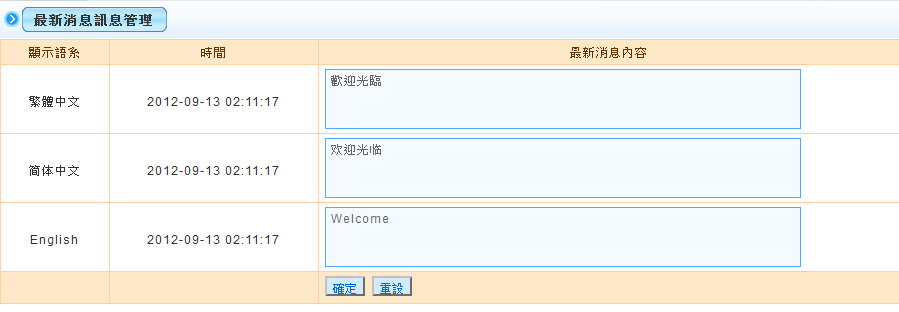 最新消息訊息管理
顯示語系 時間 最新消息內容
繁體中文 2012-09-13 02:11:17 歡迎光臨
简体中文 2012-09-13 02:11:17 欢迎光临
English 2012-09-13 02:11:17 Welcome
確定 重設